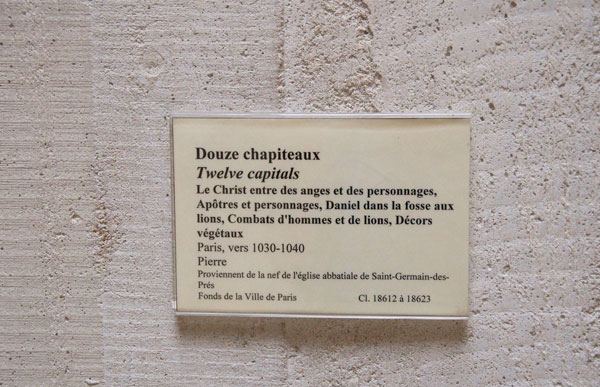 Douze chapiteaux
Twelve capitals
Le Christ entre des anges et des personnages,
Apôtres et personnages, Daniel dans la fosse aux
lions, Combats d'hommes et de lions, Décors
végétaux
Paris, vers 1030-1040
Pierre
Proviennent de la nef de l'église abbatiale de Saint-Germain-des-
Prés
Fonds de la Ville de Paris Cl. 18612 à 18623